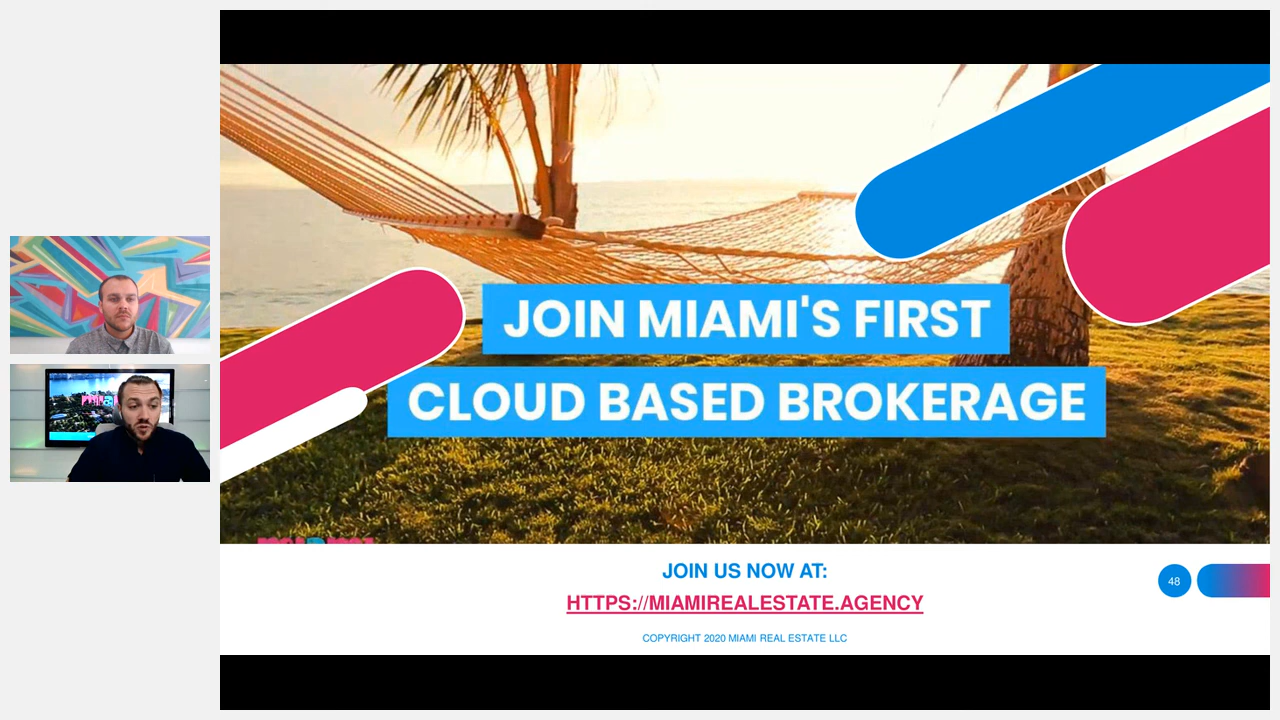 JOIN MIAMI'S FIRST
CLOUD BASED BROKERAGE
JOIN US NOW AT:
HTTPS://MIAMIREALESTATE.AGENCY
48
COPYRIGHT 2020 MIAMI REAL ESTATE LLC